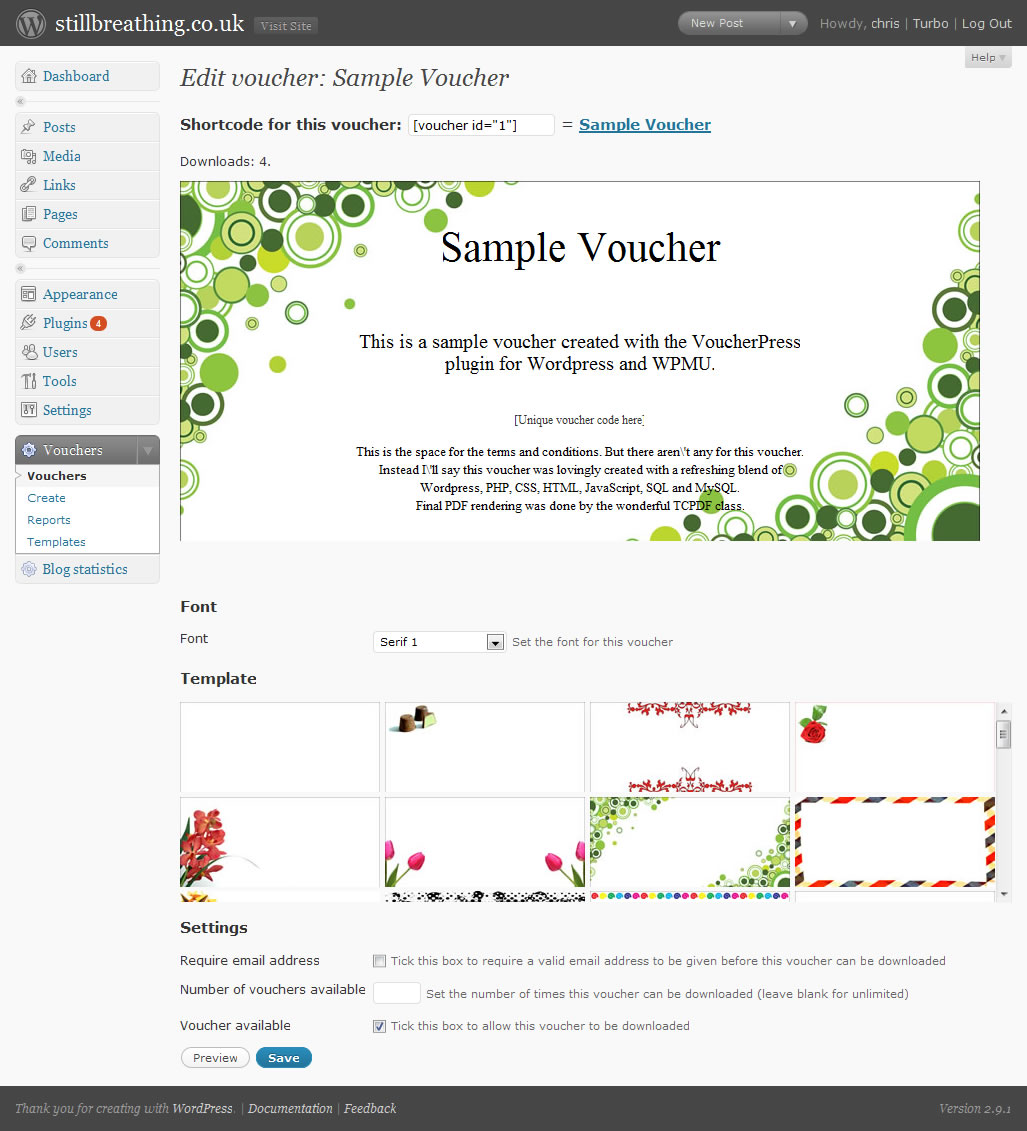 stillbreathing.co.uk Visit Site New Post Howdy, chris | Turbo | Log Out
Help
Dashboard
Posts
Media
Links
Pages
Comments
Appearance
Plugins 4
Users
Tools
Settings
Vouchers
Vouchers
Create
Reports
Templates
Blog statistics
Edit voucher: Sample Voucher
Shortcode for this voucher: [voucher id="1"] = Sample Voucher
Downloads: 4.
Sample Voucher
This is a sample voucher created with the VoucherPress
plugin for Wordpress and WPMU.
[Unique voucher code here]
This is the space for the terms and conditions. But there aren\'t any for this voucher.
Instead I\'ll say this voucher was lovingly created with a refreshing blend of
Wordpress, PHP, CSS, HTML, JavaScript, SQL and MySQL.
Final PDF rendering was done by the wonderful TCPDF class.
Font
Font Serif 1 Set the font for this voucher
Template
Settings
Require email address Tick this box to require a valid email address to be given before this voucher can be downloaded
Number of vouchers available Set the number of times this voucher can be downloaded (leave blank for unlimited)
Voucher available Tick this box to allow this voucher to be downloaded
Preview Save
Thank you for creating with WordPress. | Documentation | Feedback Version 2.9.1